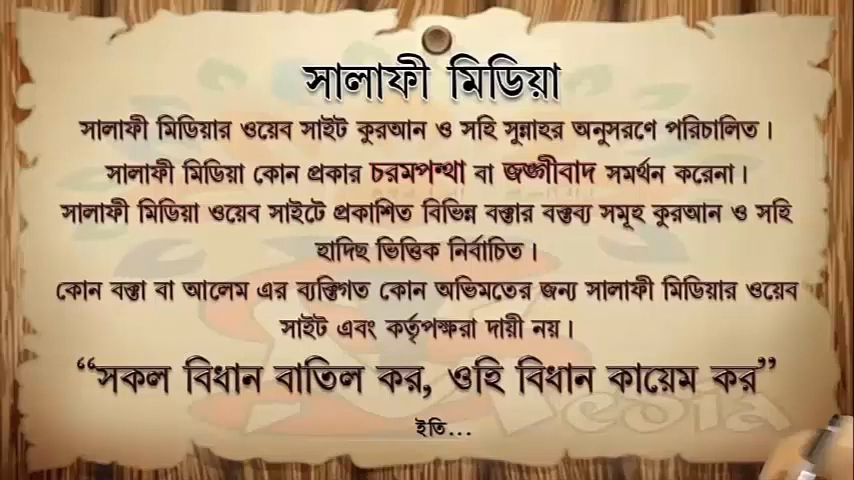 সালাফী মিডিয়া
সালাফী মিডিয়ার ওয়েব সাইট কুরআন ও সহি সুন্নাহর অনুসরণে পরিচালিত।
সালাফী মিডিয়া কোন প্রকার চরমপন্থা বা জঙ্গীবাদ সমর্থন করেনা।
সালাফী মিডিয়া ওয়েব সাইটে প্রকাশিত বিভিন্ন বক্তার বক্তব্য সমূহ কুরআন ও সহি
হাদিছ ভিত্তিক নির্বাচিত।
কোন বক্তা বা আলেম এর ব্যক্তিগত কোন অভিমতের জন্য সালাফী মিডিয়ার ওয়েব
সাইট এবং কর্তৃপক্ষরা দায়ী নয়।
“সকল বিধান বাতিল কর, ওহি বিধান কায়েম কর”
ইতি...